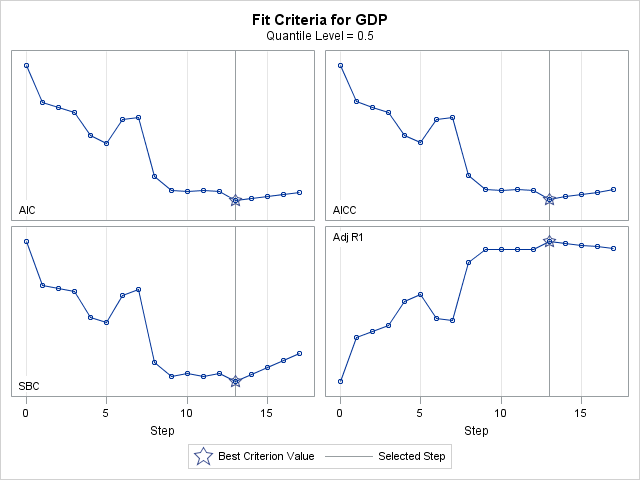 Fit Criteria for GDP
Quantile Level = 0.5
AIC
AICC
Adj R1
SBC
0 5 10 15 0 5 10 15
Step Step
Best Criterion Value Selected Step